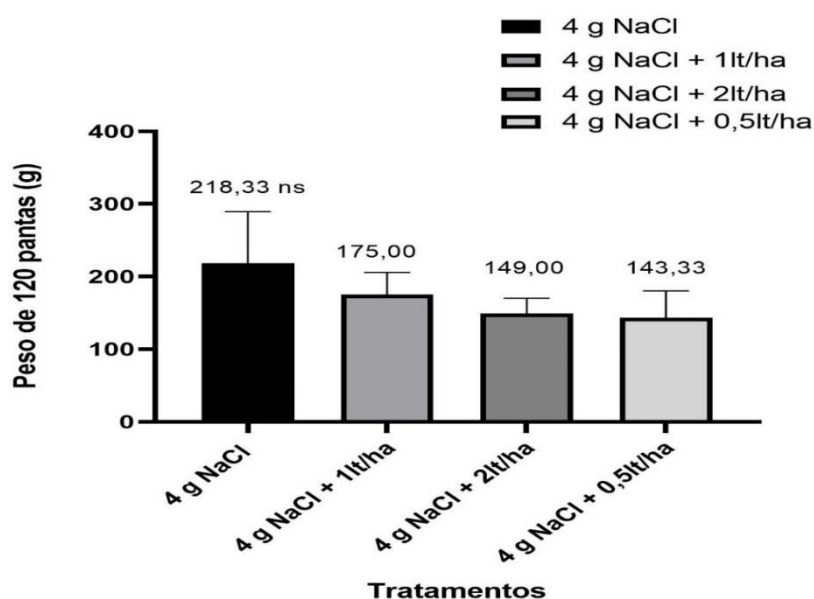 4 g NaCl
4 g NaCl + 1lt/ha
4 g NaCl + 2lt/ha
4 g NaCl + 0,5lt/ha
400
300
200
100
0
Peso de 120 pantas (g)
218,33 ns
175,00
149,00
143,33
4 g NaCl
4 g NaCl + 1lt/ha
4 g NaCl + 2lt/ha
4 g NaCl + 0,5lt/ha
Tratamentos